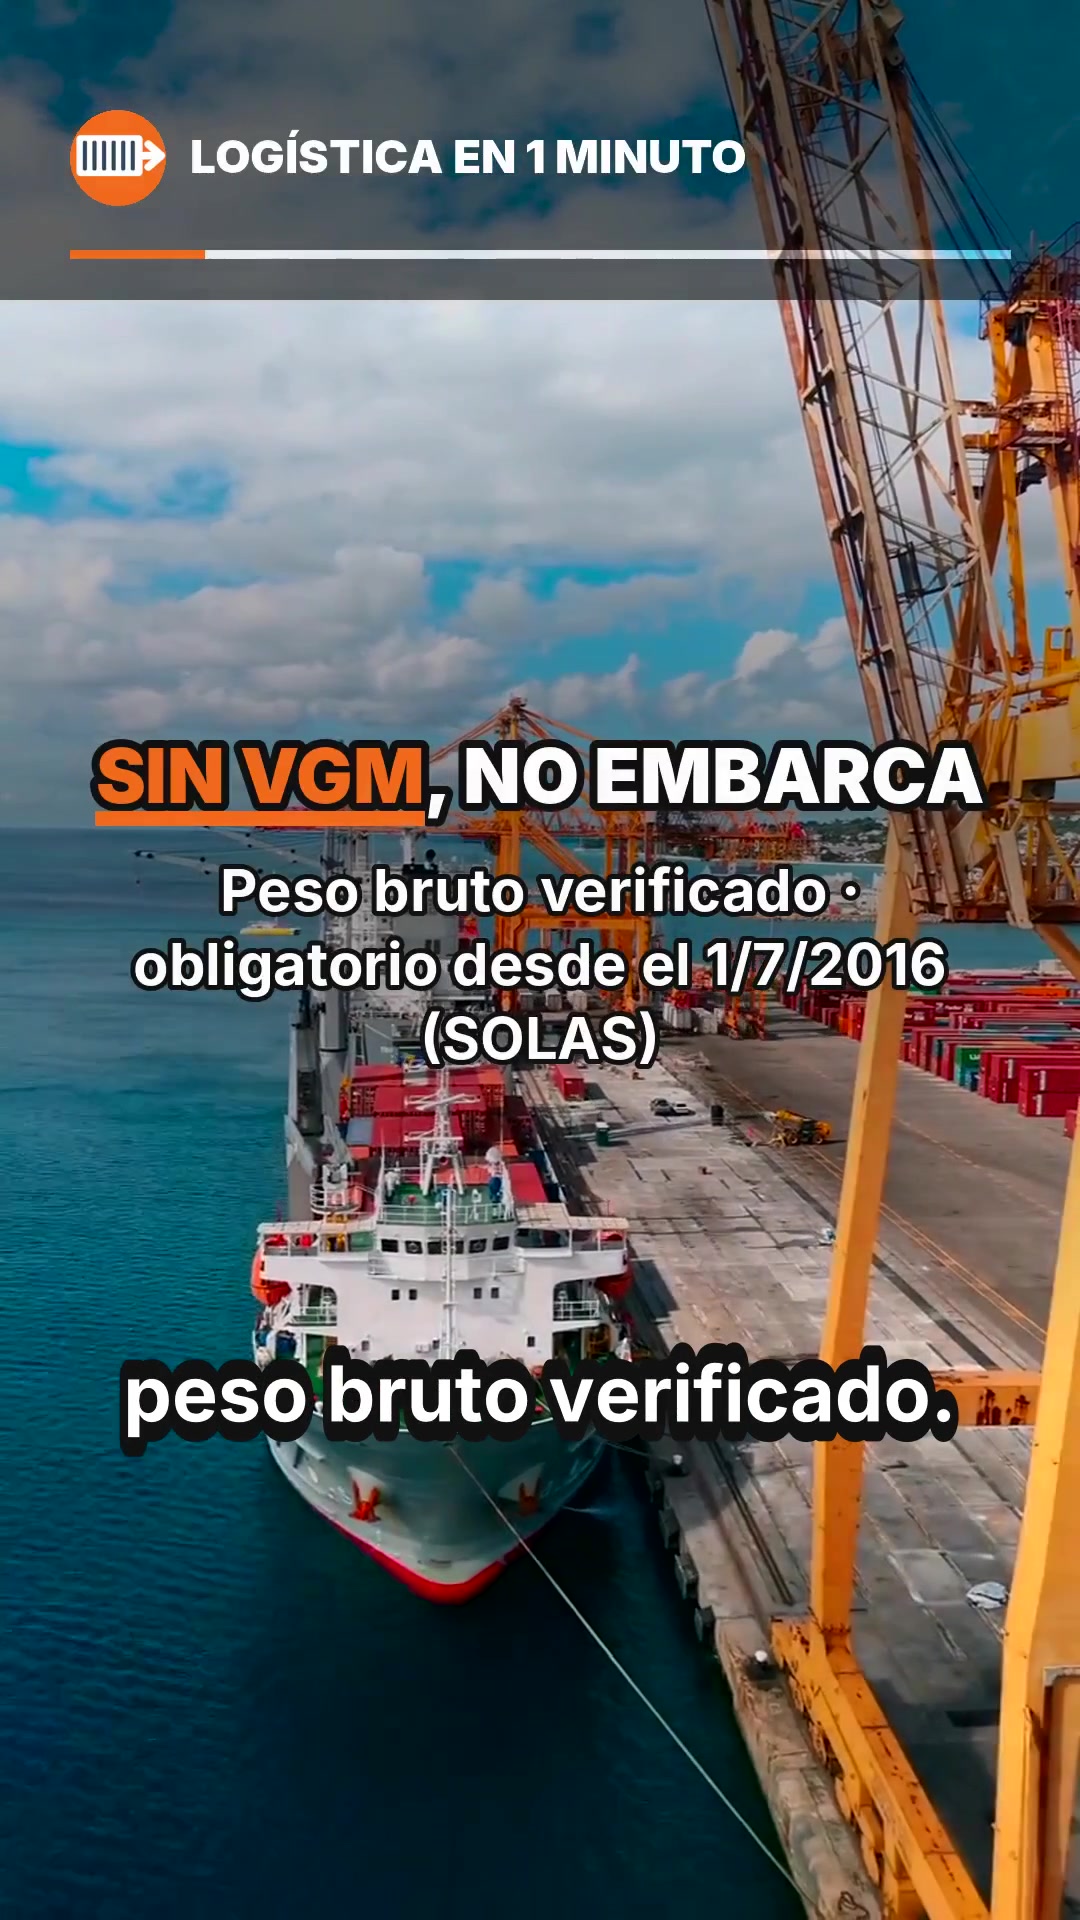 LOGÍSTICA EN 1 MINUTO
SIN VGM, NO EMBARCA
Peso bruto verificado ·
obligatorio desde el 1/7/2016
(SOLAS)
peso bruto verificado.